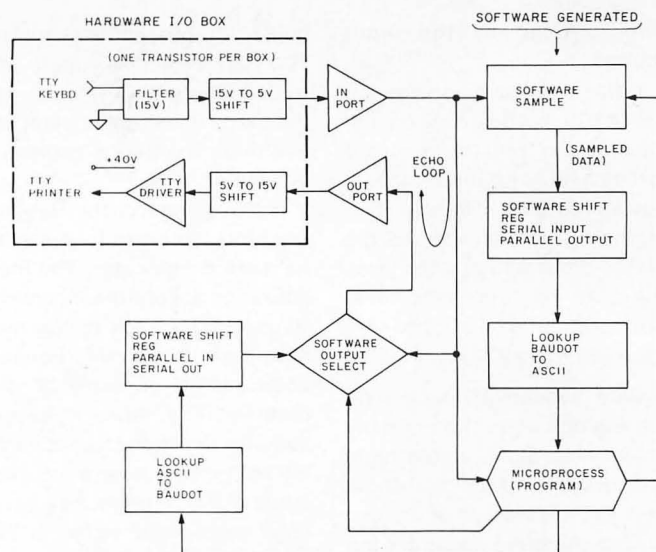 HARDWARE I/O BOX
SOFTWARE GENERATED
(ONE TRANSISTOR PER BOX)
TTY
KEYBD
FILTER
(15V)
15V TO 5V
SHIFT
IN
PORT
SOFTWARE
SAMPLE
(SAMPLED
DATA)
+40V
TTY
PRINTER
TTY
DRIVER
5V TO 15V
SHIFT
OUT
PORT
ECHO
LOOP
SOFTWARE SHIFT
REG
SERIAL INPUT
PARALLEL OUTPUT
SOFTWARE SHIFT
REG
PARALLEL IN
SERIAL OUT
SOFTWARE
OUTPUT
SELECT
LOOKUP
BAUDOT
TO
ASCII
LOOKUP
ASCII
TO
BAUDOT
MICROPROCESS
(PROGRAM)